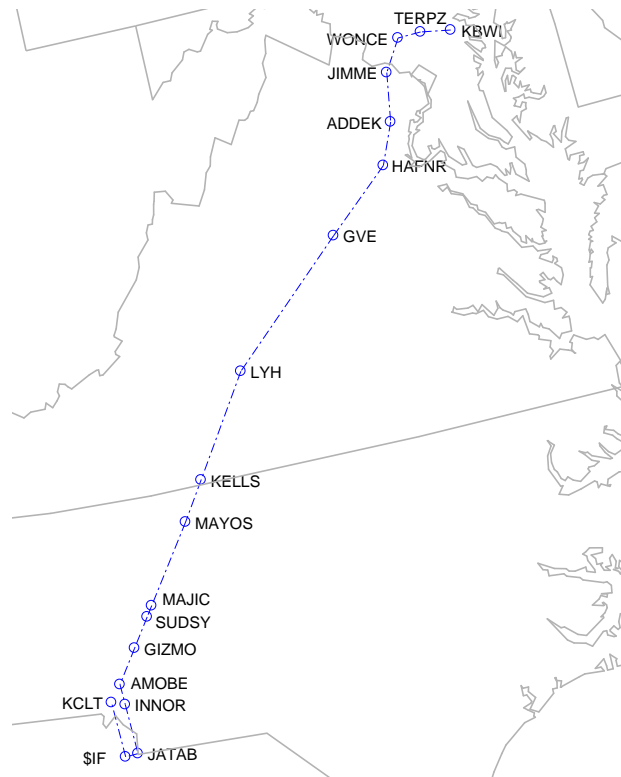 TERPZ
KBWI
WONCE
JIMME
ADDEK
HAFNR
GVE
LYH
KELLS
MAYOS
MAJIC
SUDSY
GIZMO
AMOBE
KCLT
INNOR
JATAB
$IF